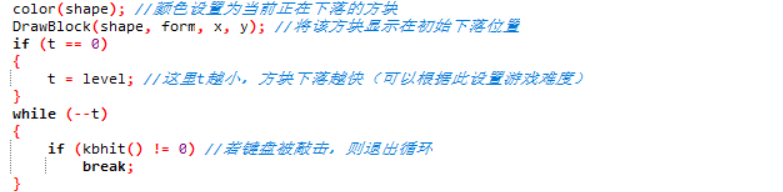 color(shape); //颜色设置为当前正在下落的方块
DrawBlock(shape, form, x, y); //将该方块显示在初始下落位置
if (t == 0)
{
t = level; //这里t越小，方块下落越快（可以根据此设置游戏难度）
}
while (--t)
{
if (kbhit() != 0) //若键盘被敲击，则退出循环
break;
}